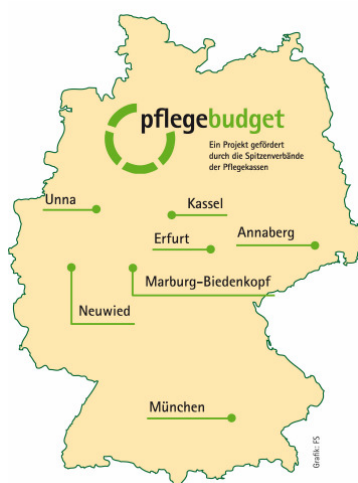 pflegebudget
Ein Projekt gefördert
durch die Spitzenverbände
der Pflegekassen
Unna
Kassel
Erfurt
Annaberg
Marburg-Biedenkopf
Neuwied
München
Grafik: FS